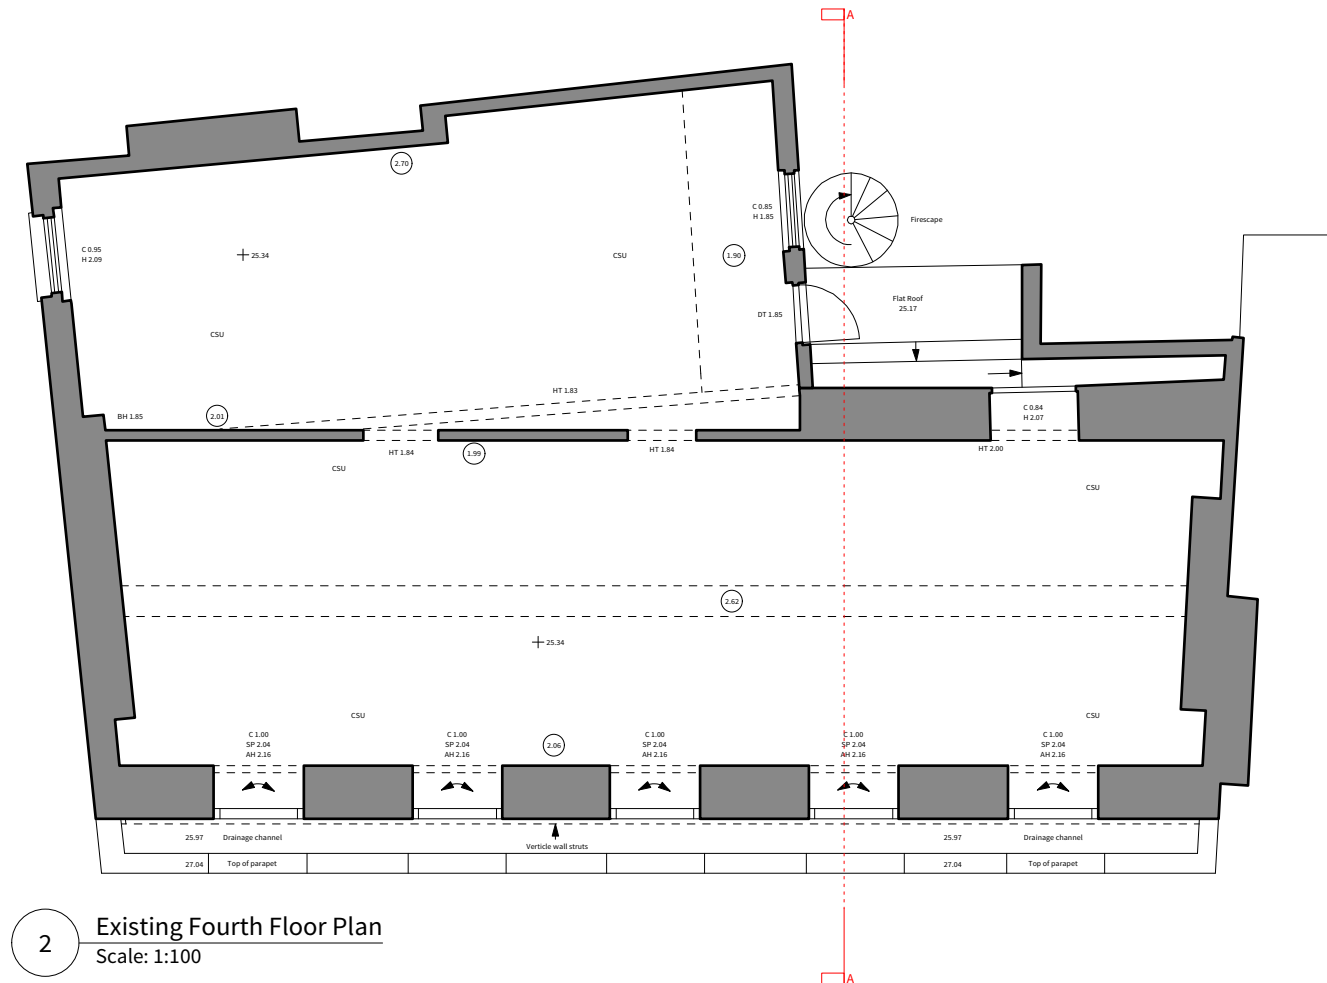 A
2.70
C 0.85
H 1.85
Firescape
C 0.95
H 2.09
25.34
CSU
1.90
Flat Roof
25.17
DT 1.85
CSU
HT 1.83
BH 1.85
2.01
C 0.84
H 2.07
HT 1.84
1.99
HT 1.84
HT 2.00
CSU
CSU
2.62
25.34
CSU
CSU
C 1.00
SP 2.04
AH 2.16
C 1.00
SP 2.04
AH 2.16
2.06
C 1.00
SP 2.04
AH 2.16
C 1.00
SP 2.04
AH 2.16
C 1.00
SP 2.04
AH 2.16
25.97 Drainage channel
Verticle wall struts
25.97 Drainage channel
27.04 Top of parapet
27.04 Top of parapet
2
Existing Fourth Floor Plan
Scale: 1:100
A